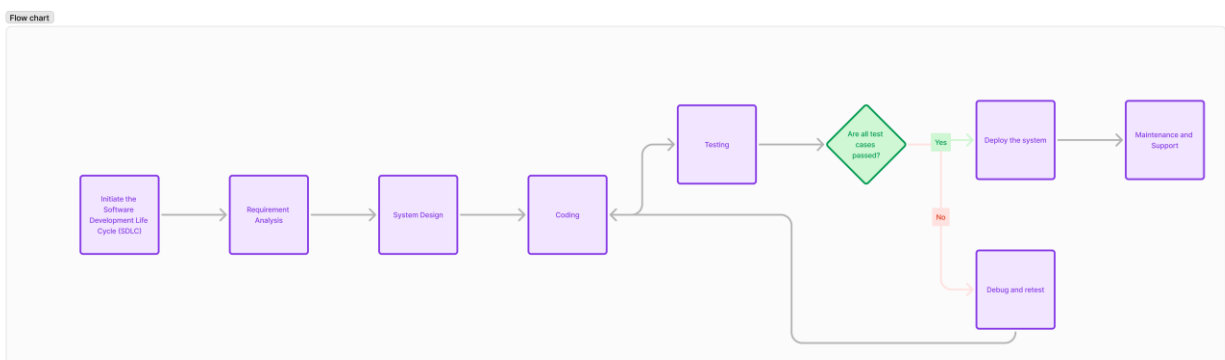 Flow chart
Initiate the
Software
Development Life
Cycle (SDLC)
Requirement
Analysis
System Design
Coding
Testing
Are all test
cases
passed?
Yes
No
Deploy the system
Debug and retest
Maintenance and
Support